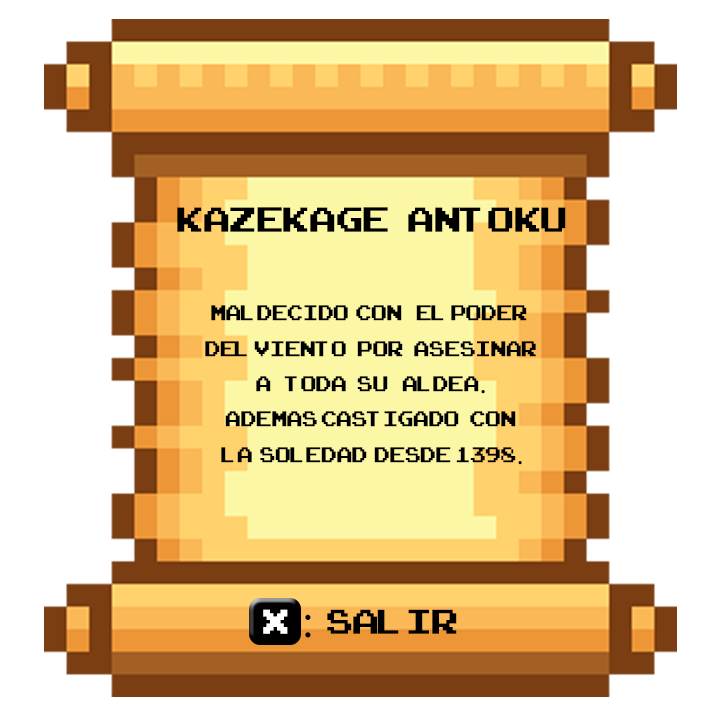 KAZEKAGE ANTOKU
MALDECIDO CON EL PODER
DEL VIENTO POR ASESINAR
A TODA SU ALDEA.
ADEMAS CASTIGADO CON
LA SOLEDAD DESDE 1398.
X: SALIR